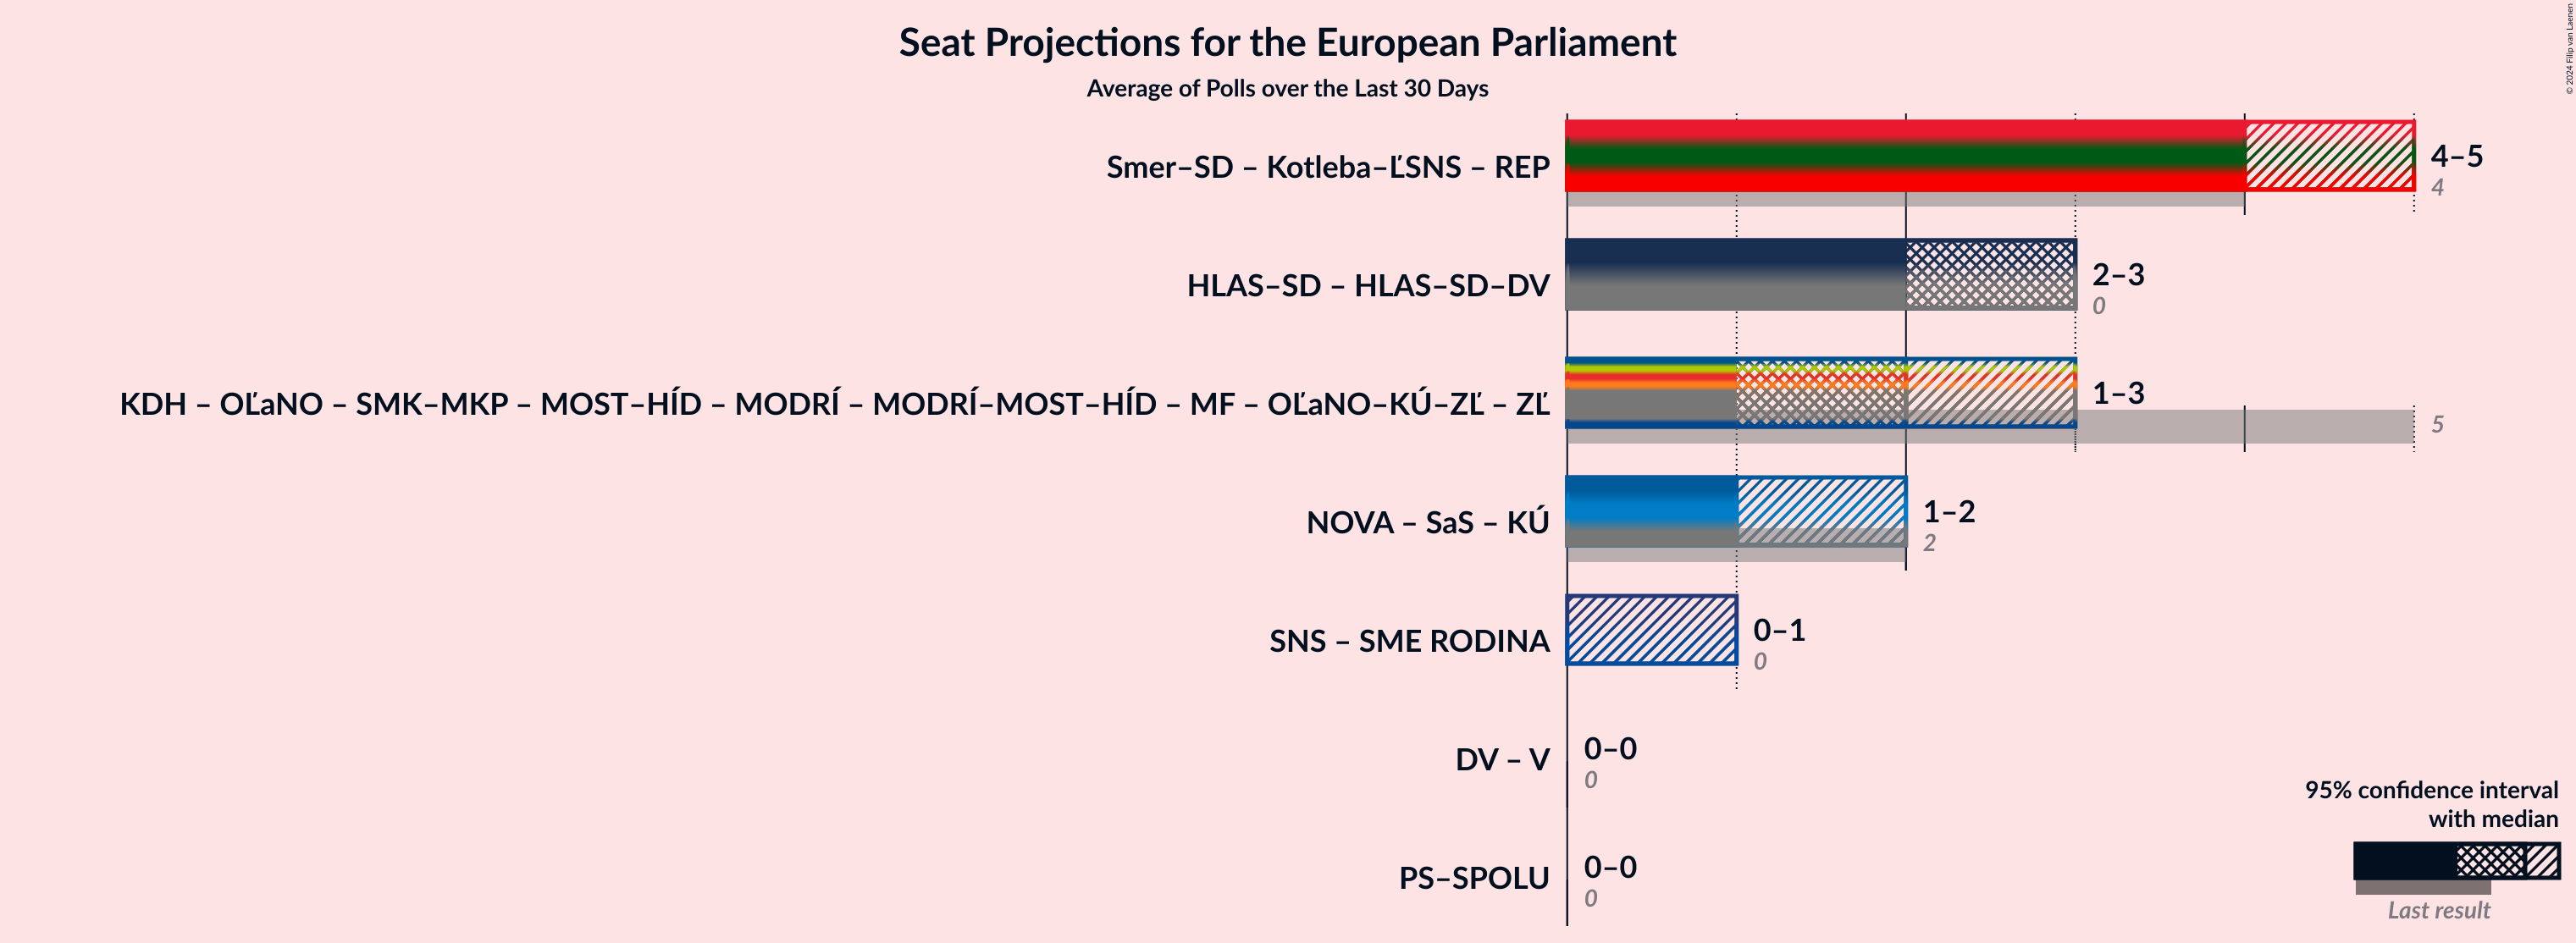 Seat Projections for the European Parliament
Average of Polls over the Last 30 Days
© 2024 Filip van Laenen
Smer–SD – Kotleba–ĽSNS – REP
4–5
4
HLAS–SD – HLAS–SD–DV
2–3
0
KDH – OĽaNO – SMK–MKP – MOST–HÍD – MODRÍ – MODRÍ–MOST–HÍD – MF – OĽaNO–KÚ–ZĽ – ZĽ
1–3
5
NOVA – SaS – KÚ
1–2
2
SNS – SME RODINA
0–1
0
DV – V
0–0
0
PS–SPOLU
0–0
0
95% confidence interval
with median
Last result